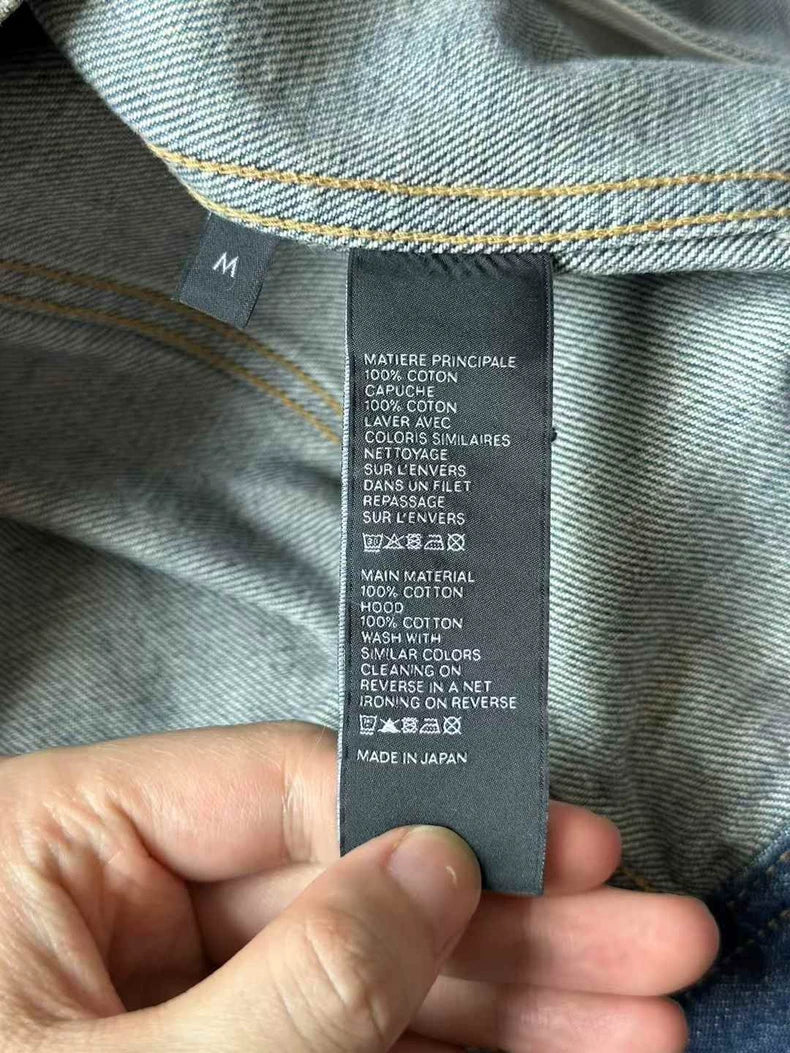 M
MATIERE PRINCIPALE
100% COTON
CAPUCHE
100% COTON
LAVER AVEC
COLORIS SIMILAIRES
NETTOYAGE
SUR L'ENVERS
DANS UN FILET
REPASSAGE
SUR L'ENVERS
30
MAIN MATERIAL
100% COTTON
HOOD
100% COTTON
WASH WITH
SIMILAR COLORS
CLEANING ON
REVERSE IN A NET
IRONING ON REVERSE
MADE IN JAPAN